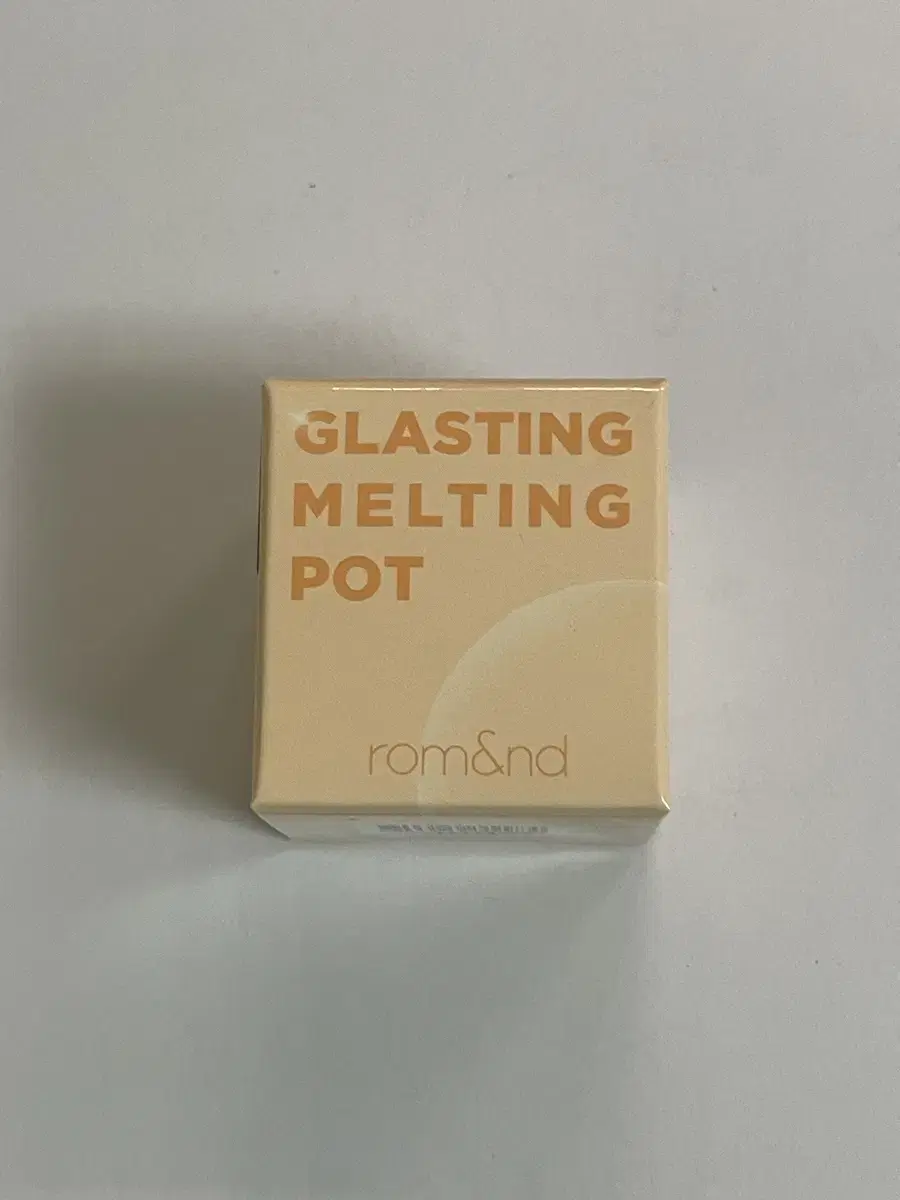 GLASTING
MELTING
POT
rom&nd